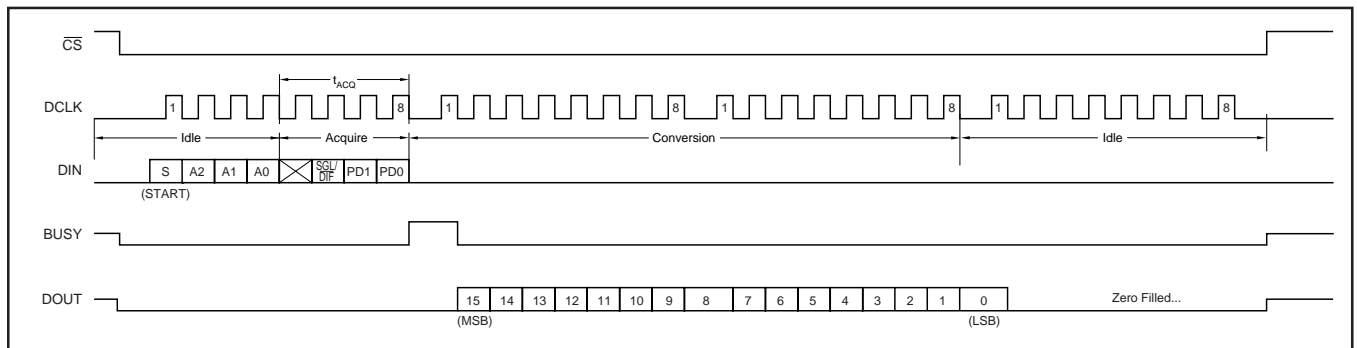 CS
tACQ
DCLK 1 8 1 8 1 8 1 8
Idle Acquire Conversion Idle
DIN S A2 A1 A0 SGL/DIF PD1 PD0
(START)
BUSY
DOUT 15 14 13 12 11 10 9 8 7 6 5 4 3 2 1 0 Zero Filled...
(MSB) (LSB)